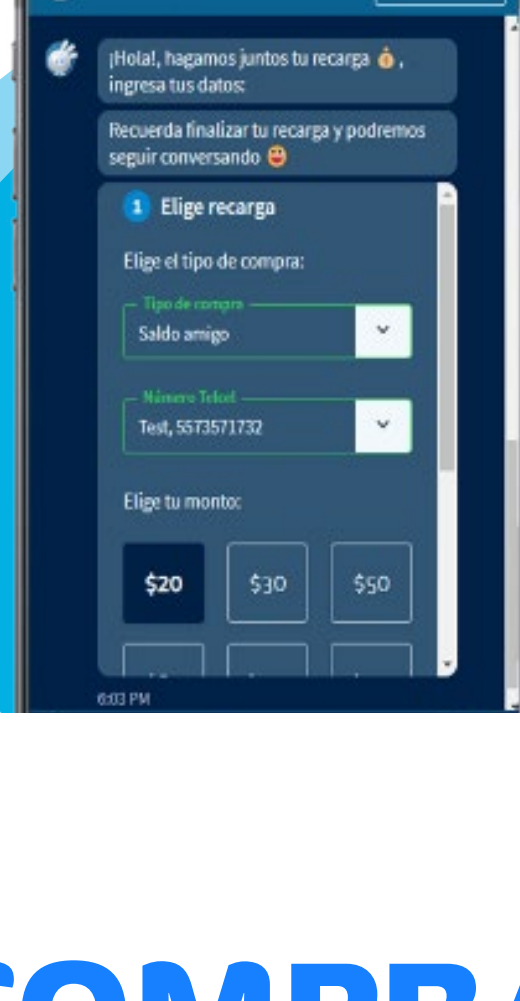 ¡Hola!, hagamos juntos tu recarga 💰,
ingresa tus datos:
Recuerda finalizar tu recarga y podremos
seguir conversando 😀
1 Elige recarga
Elige el tipo de compra:
Tipo de compra
Saldo amigo
Número Telcel
Test, 5573571732
Elige tu monto:
$20 $30 $50
6:03 PM
COMPRA